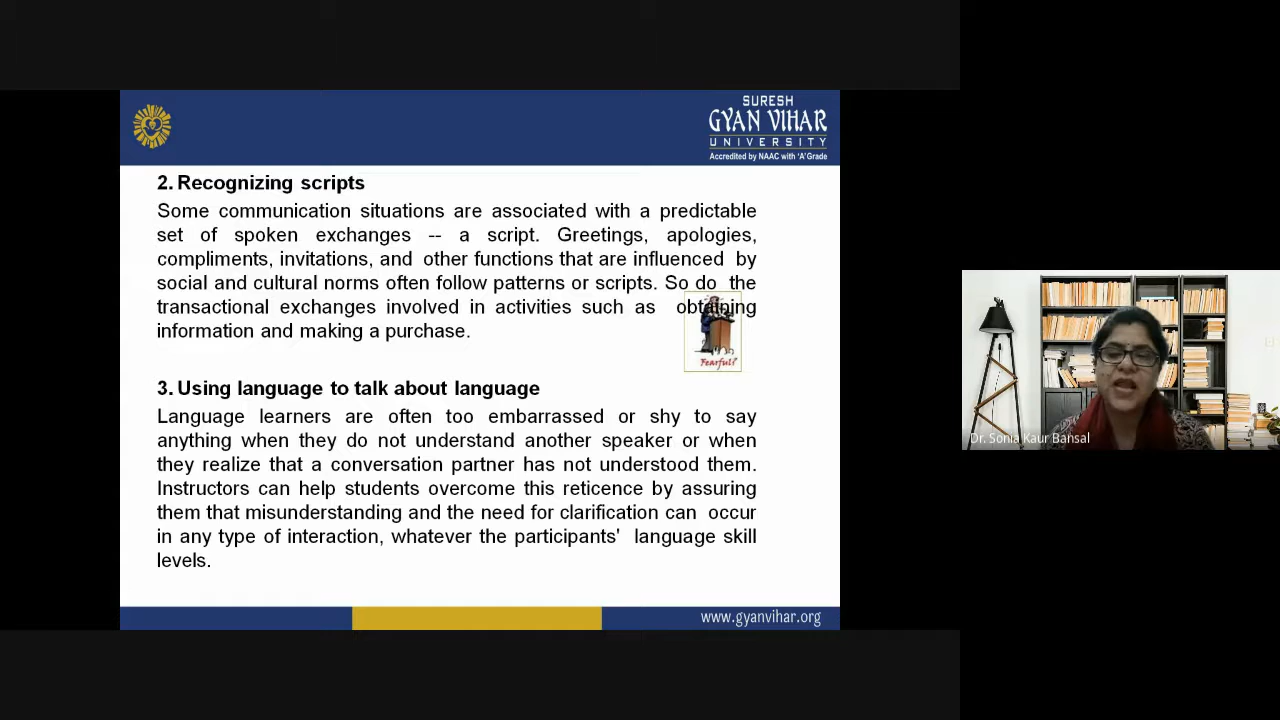 SURESH
GYAN VIHAR
UNIVERSITY
Accredited by NAAC with 'A' Grade
2. Recognizing scripts
Some communication situations are associated with a predictable
set of spoken exchanges -- a script. Greetings, apologies,
compliments, invitations, and other functions that are influenced by
social and cultural norms often follow patterns or scripts. So do the
transactional exchanges involved in activities such as obtaining
information and making a purchase.
Fearful?
3. Using language to talk about language
Language learners are often too embarrassed or shy to say
anything when they do not understand another speaker or when
they realize that a conversation partner has not understood them.
Instructors can help students overcome this reticence by assuring
them that misunderstanding and the need for clarification can occur
in any type of interaction, whatever the participants' language skill
levels.
www.gyanvihar.org
Dr. Sonia Kaur Bansal